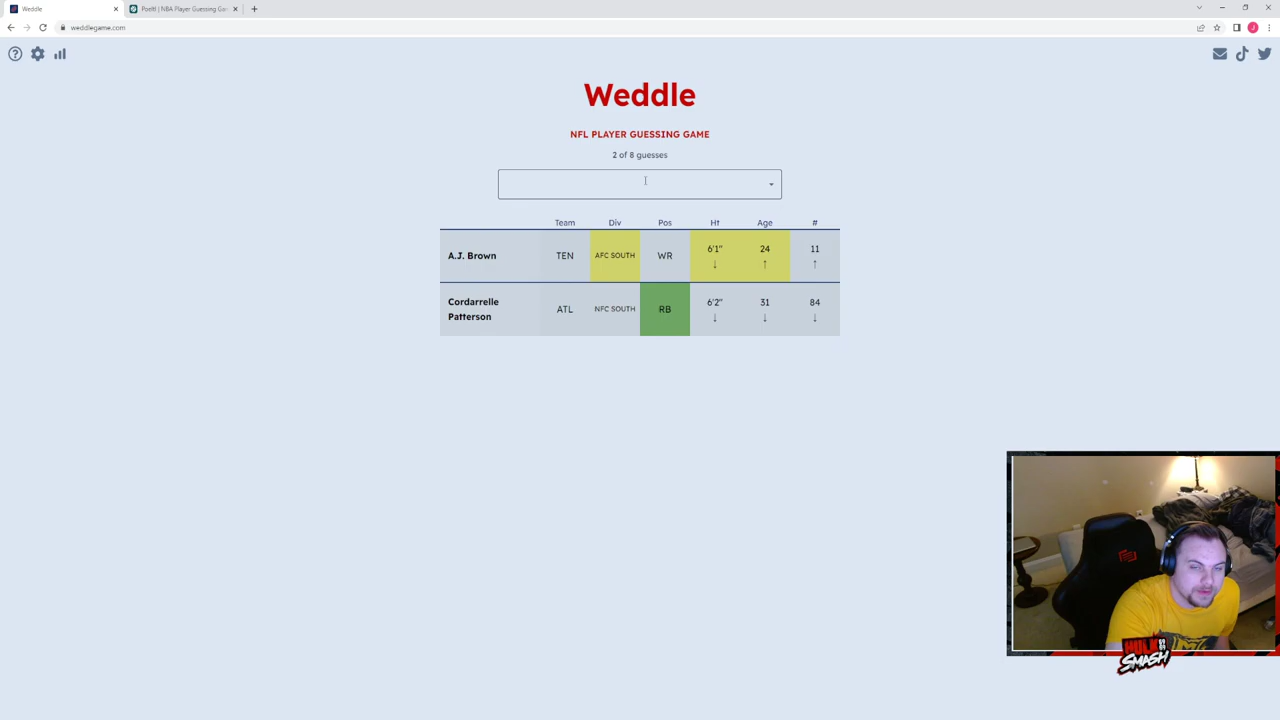 Weddle
Poeltl | NBA Player Guessing Ga
weddlegame.com
J
Weddle
NFL PLAYER GUESSING GAME
2 of 8 guesses
Team Div Pos Ht Age #
A.J. Brown TEN AFC SOUTH WR 6'1" 24 11
↓ ↑ ↑
Cordarrelle
Patterson ATL NFC SOUTH RB 6'2" 31 84
↓ ↓ ↓
HULK
SMASH